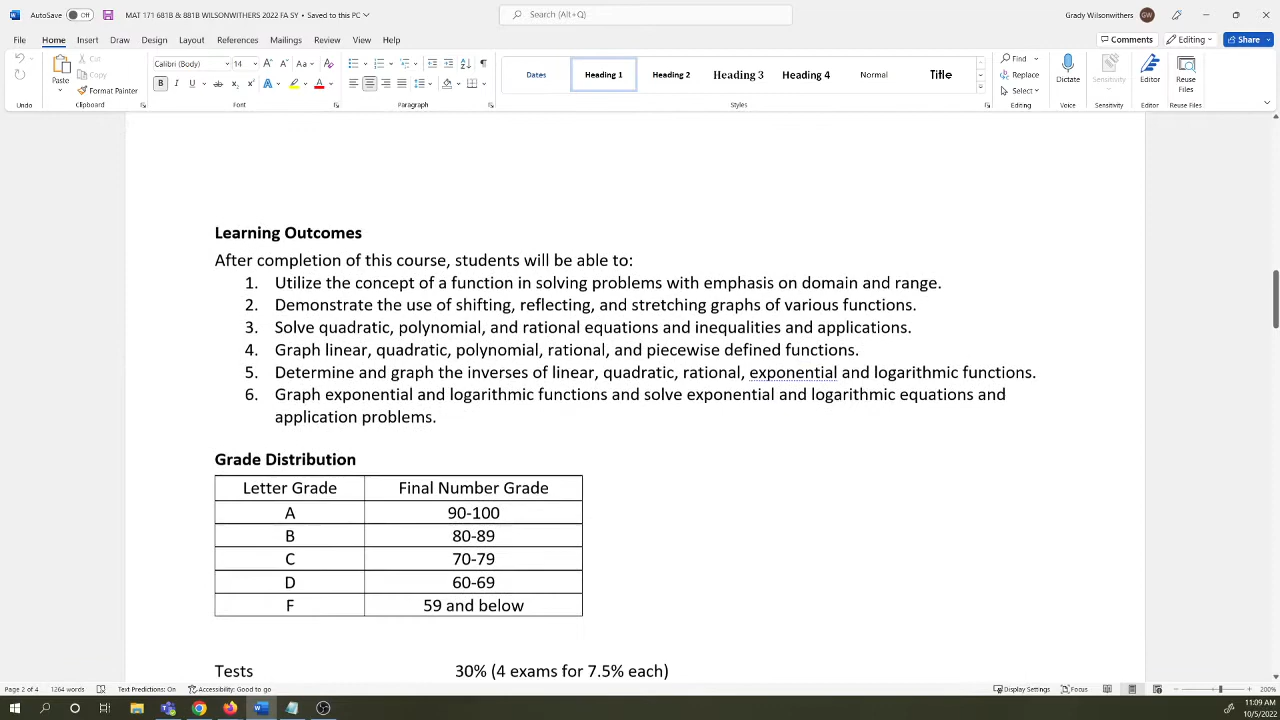 AutoSave Off MAT 171 681B & 881B WILSONWITHERS 2022 FA SY • Saved to this PC Search (Alt+Q) Grady Wilsonwithers GW
File Home Insert Draw Design Layout References Mailings Review View Help Comments Editing Share
Paste Cut Copy Format Painter
Calibri (Body) 14
Dates Heading 1 Heading 2 Heading 3 Heading 4 Normal Title
Find Replace Select Dictate Sensitivity Editor Reuse Files
Undo Clipboard Font Paragraph Styles Editing Voice Sensitivity Editor Reuse Files
Learning Outcomes
After completion of this course, students will be able to:
1. Utilize the concept of a function in solving problems with emphasis on domain and range.
2. Demonstrate the use of shifting, reflecting, and stretching graphs of various functions.
3. Solve quadratic, polynomial, and rational equations and inequalities and applications.
4. Graph linear, quadratic, polynomial, rational, and piecewise defined functions.
5. Determine and graph the inverses of linear, quadratic, rational, exponential and logarithmic functions.
6. Graph exponential and logarithmic functions and solve exponential and logarithmic equations and
application problems.
Grade Distribution
Letter Grade Final Number Grade
A 90-100
B 80-89
C 70-79
D 60-69
F 59 and below
Tests 30% (4 exams for 7.5% each)
Page 2 of 4 1264 words Text Predictions: On Accessibility: Good to go Display Settings Focus 200%
11:09 AM
10/5/2022